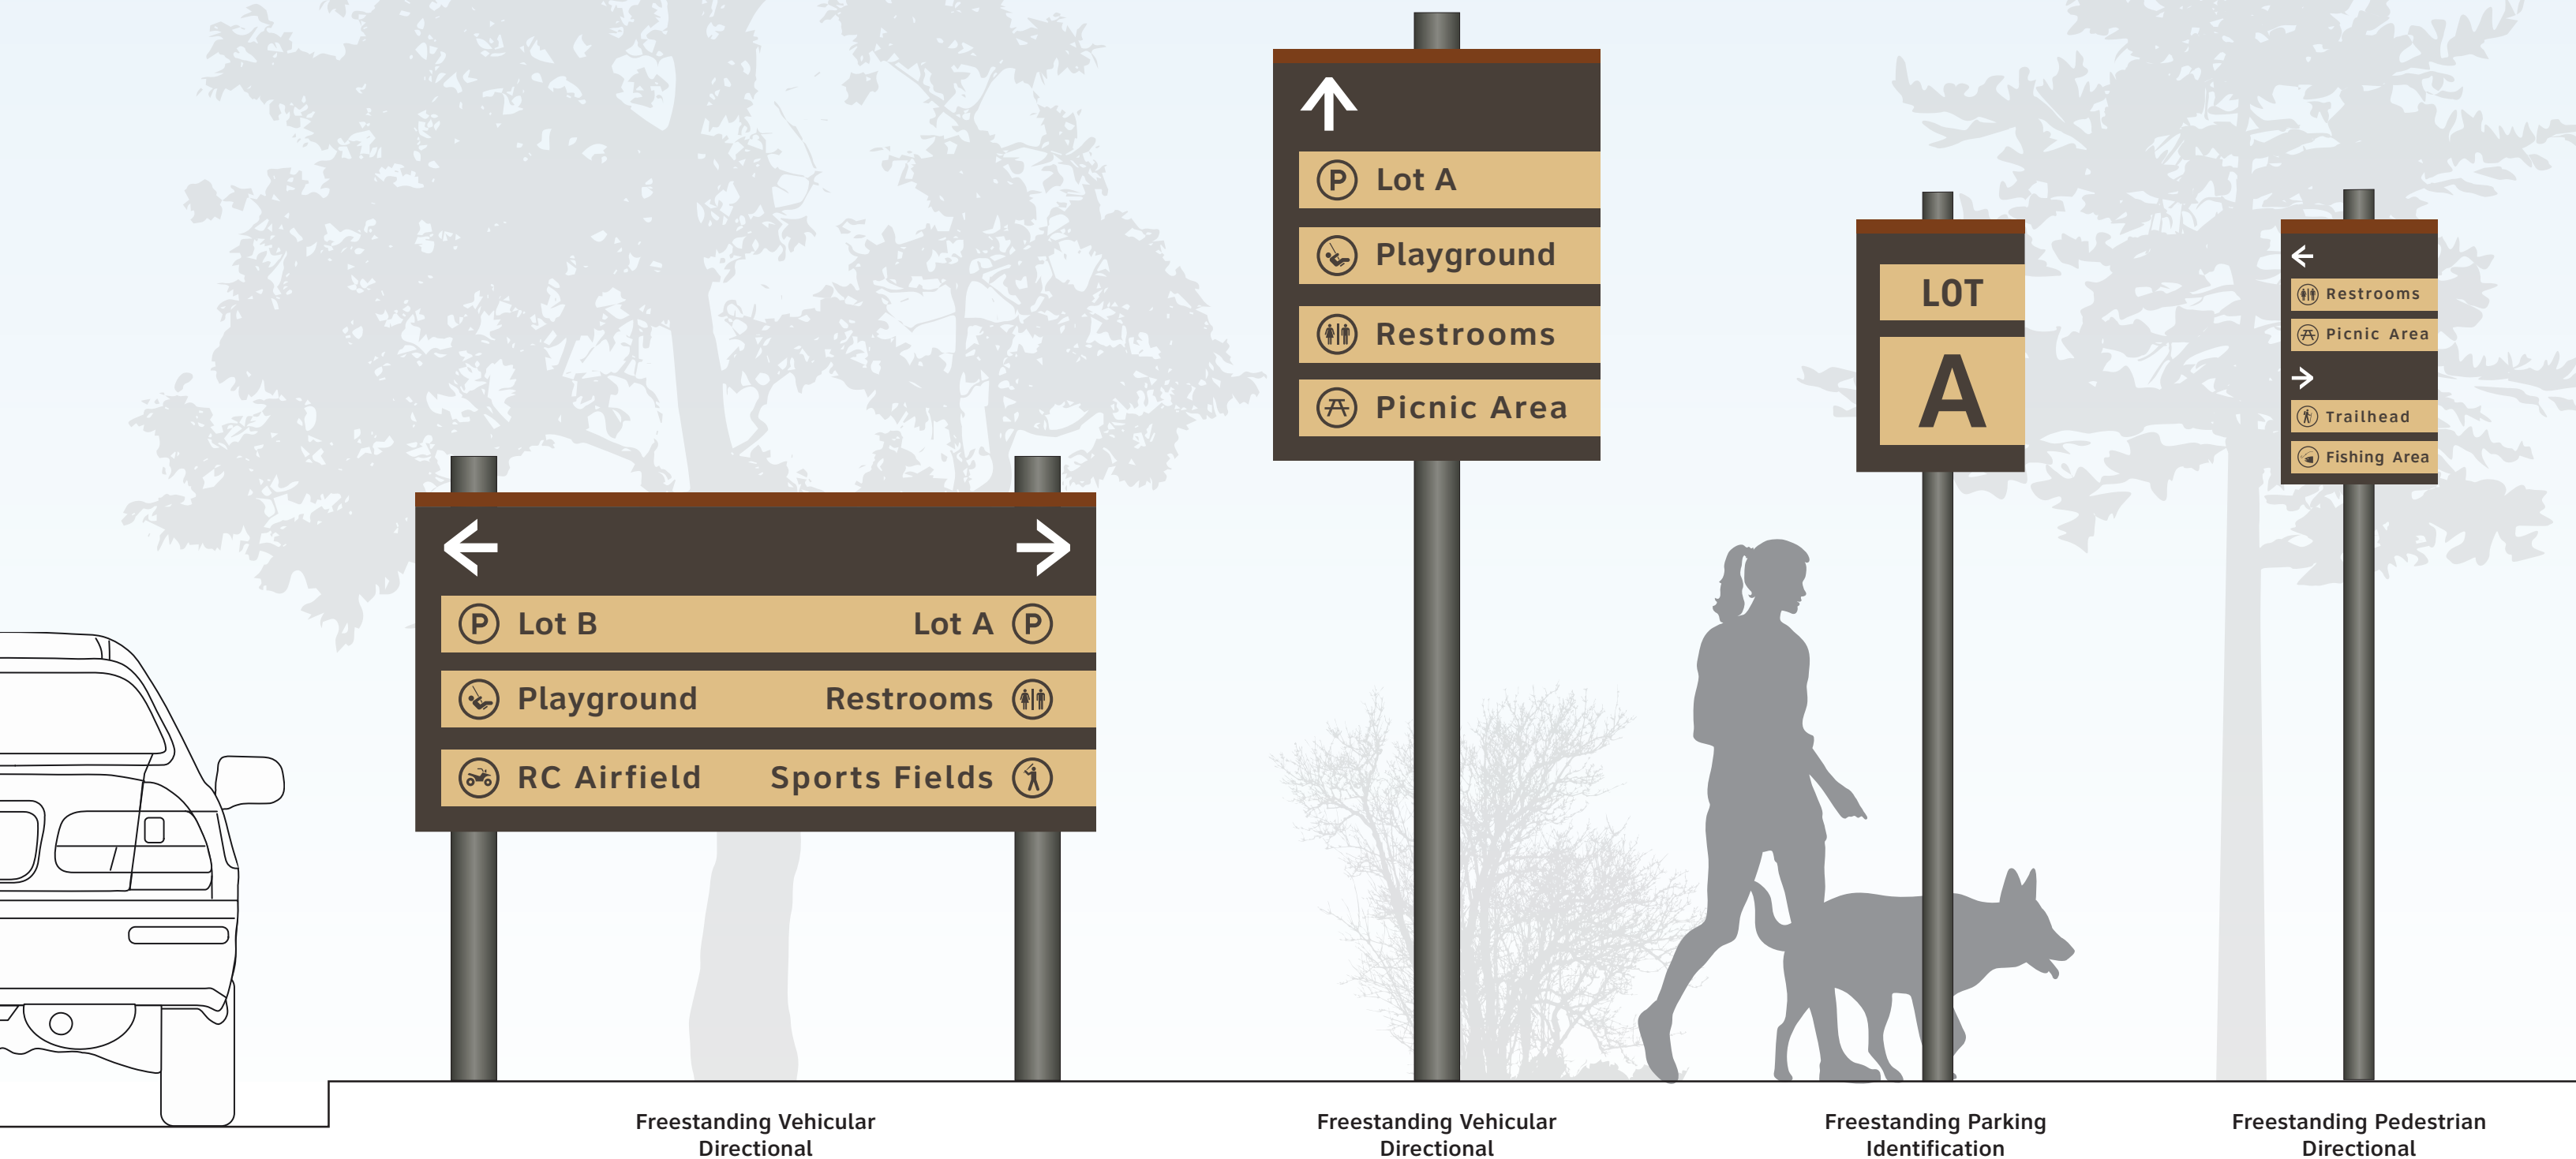 P Lot B Lot A P
Playground Restrooms
RC Airfield Sports Fields
P Lot A
Playground
Restrooms
Picnic Area
LOT
A
Restrooms
Picnic Area
Trailhead
Fishing Area
Freestanding Vehicular
Directional
Freestanding Vehicular
Directional
Freestanding Parking
Identification
Freestanding Pedestrian
Directional